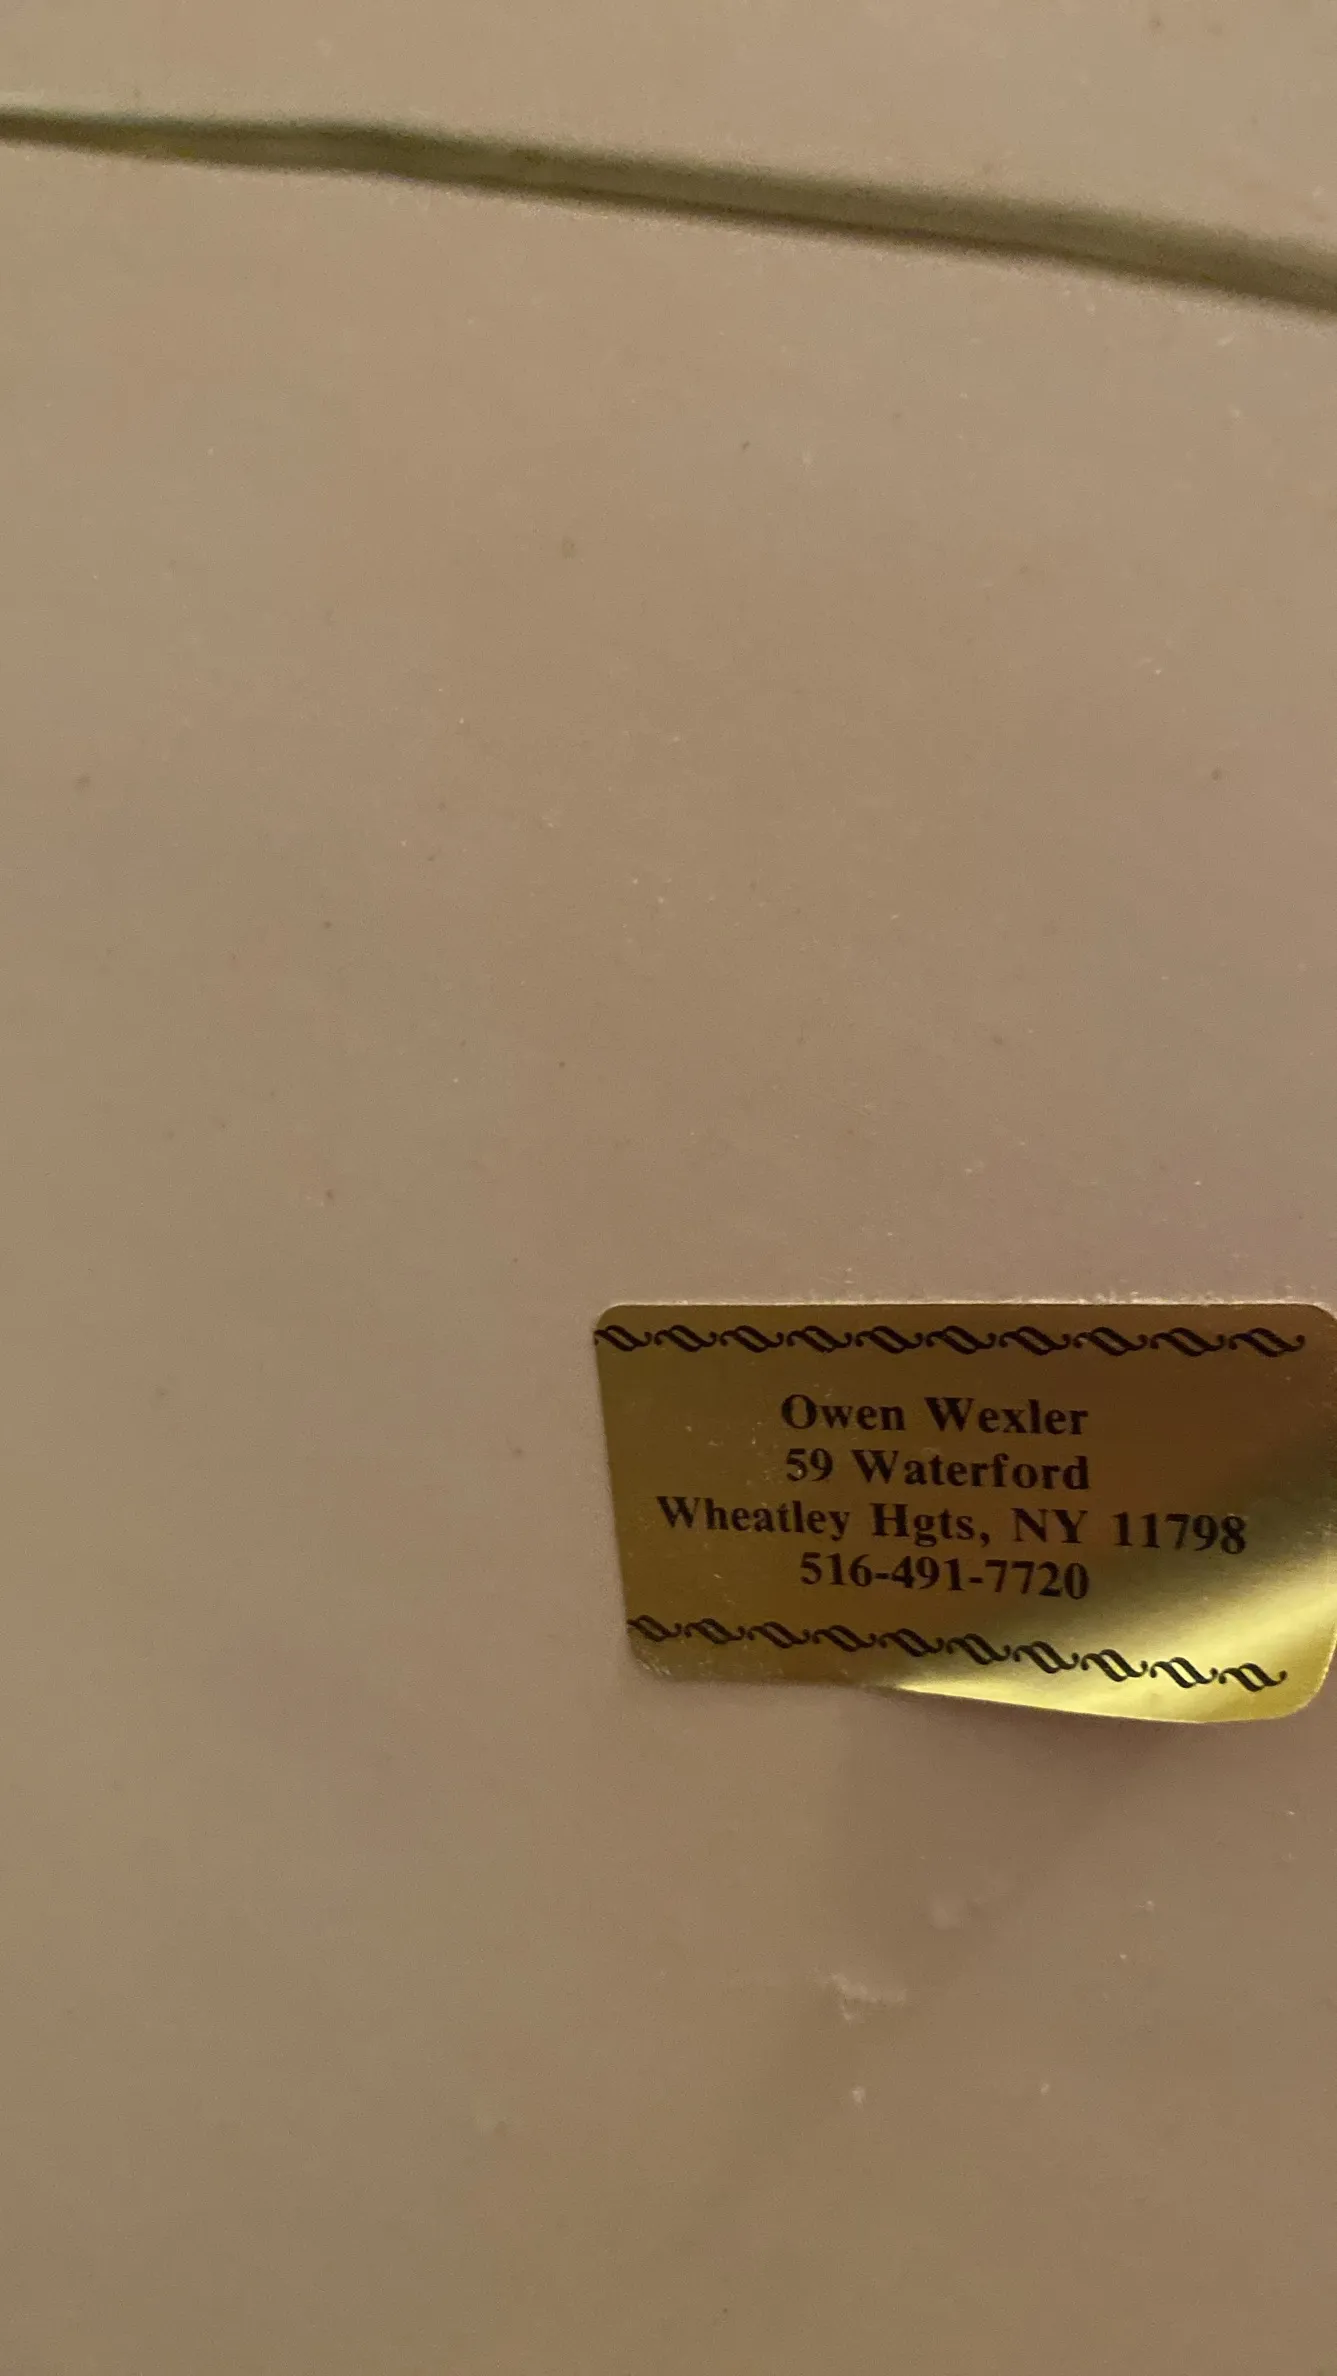 Owen Wexler
59 Waterford
Wheatley Hgts, NY 11798
516-491-7720